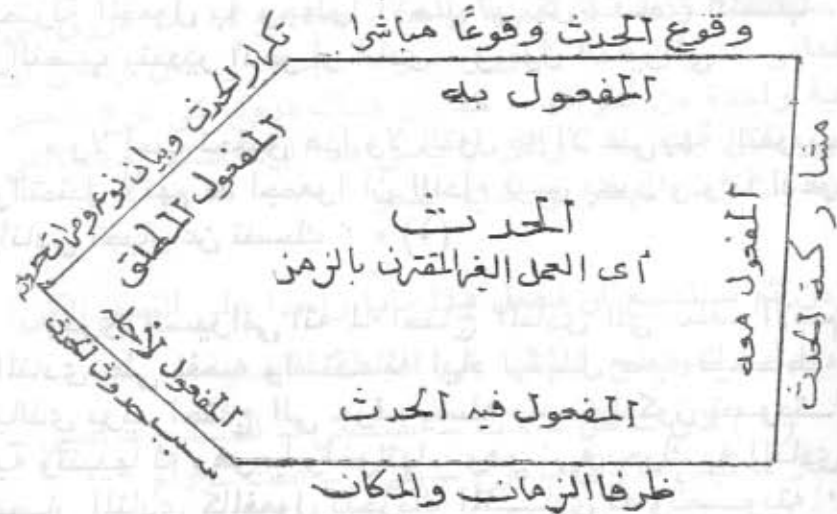 وقوع الحدث وقوعًا مباشرا
المفعول به
مشاركة الحدث
المفعول معه
تكرار الحدث وبيان نوعه ومرات حدوثه
المفعول المطلق
الحدث
أى العمل الغير المقترن بالزمن
المفعول لأجله
سبب حدوث الحدث
المفعول فيه الحدث
ظرفا الزمان والمكان